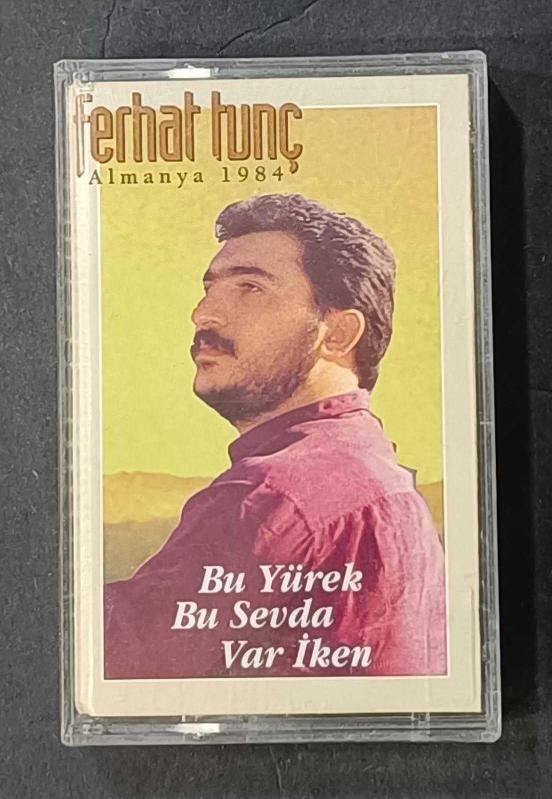 ferhat tunç
Almanya 1984
Bu Yürek
Bu Sevda
Var İken